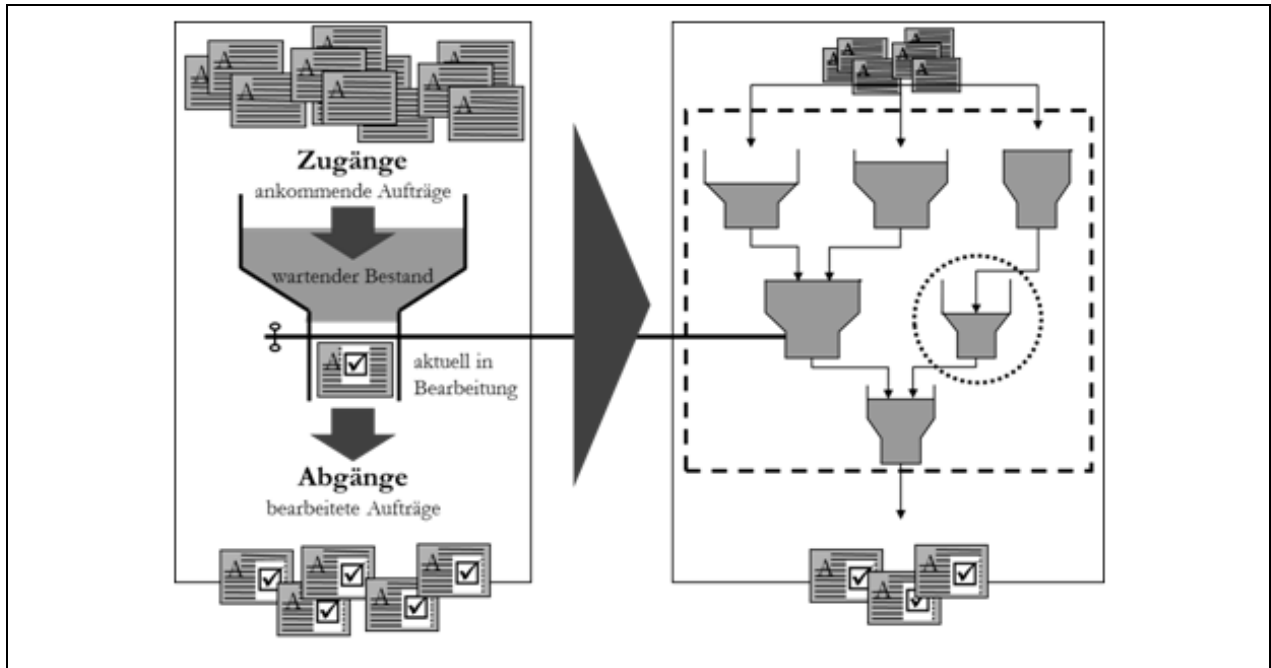 Zugänge
ankommende Aufträge
wartender Bestand
A
aktuell in
Bearbeitung
Abgänge
bearbeitete Aufträge